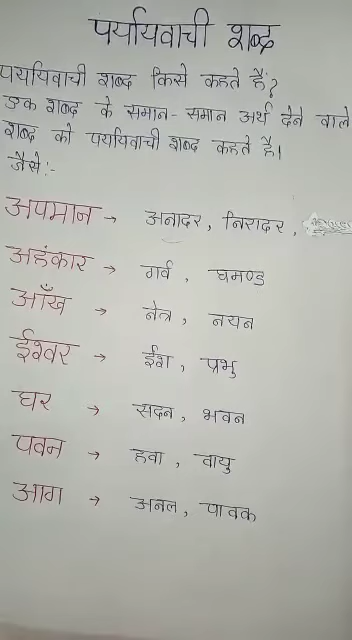 पर्यायवाची शब्द
पर्यायवाची शब्द किसे कहते हैं?
एक शब्द के समान - समान अर्थ देने वाले
शब्द को पर्यायवाची शब्द कहते है।
जैसे:-
अपमान → अनादर, निरादर,
अहंकार → गर्व, घमण्ड
आँख → नेत्र, नयन
ईश्वर → ईश, प्रभु
घर → सदन, भवन
पवन → हवा, वायु
आग → अनल, पावक